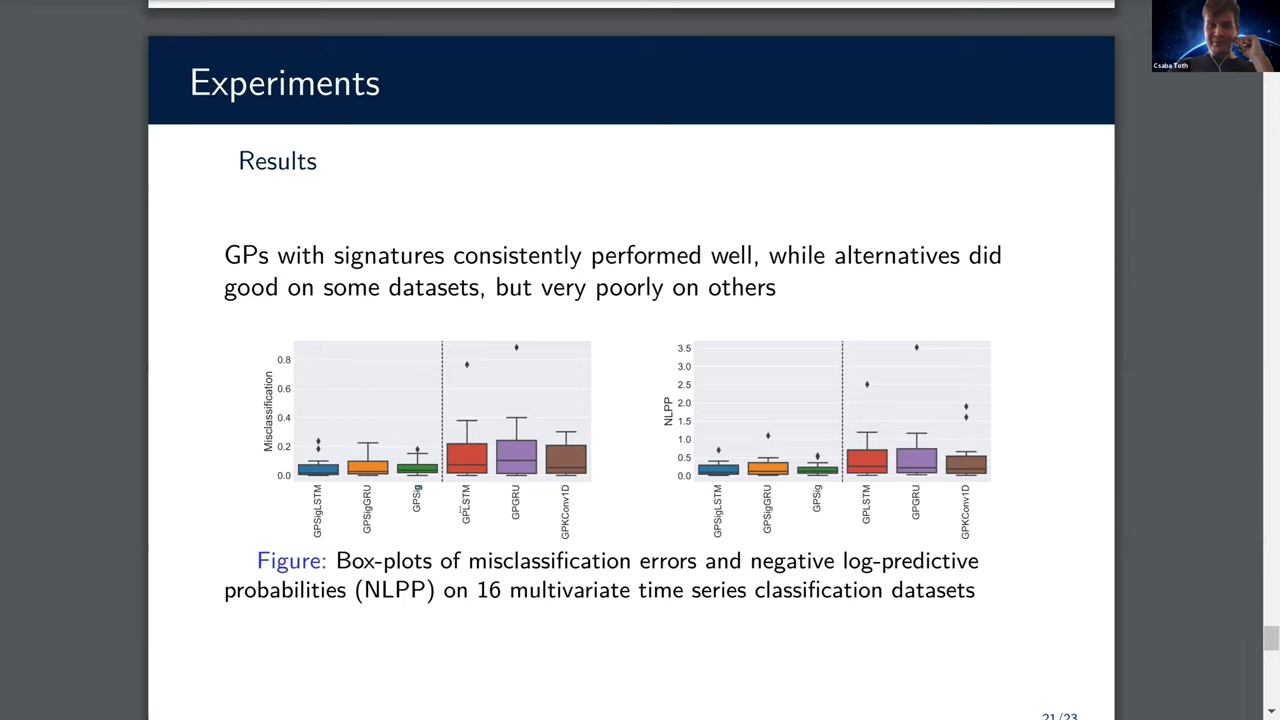 Csaba Toth
Experiments
Results
GPs with signatures consistently performed well, while alternatives did
good on some datasets, but very poorly on others
Misclassification
0.8
0.6
0.4
0.2
0.0
GPSigLSTM
GPSigGRU
GPSig
GPLSTM
GPGRU
GPKConv1D
NLPP
3.5
3.0
2.5
2.0
1.5
1.0
0.5
0.0
GPSigLSTM
GPSigGRU
GPSig
GPLSTM
GPGRU
GPKConv1D
Figure: Box-plots of misclassification errors and negative log-predictive
probabilities (NLPP) on 16 multivariate time series classification datasets
21/23